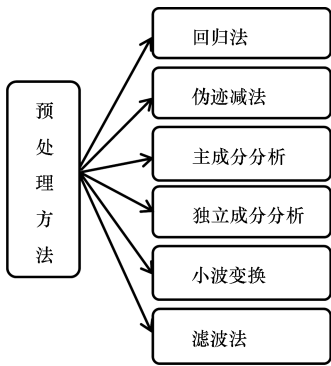 预处理方法
回归法
伪迹减法
主成分分析
独立成分分析
小波变换
滤波法